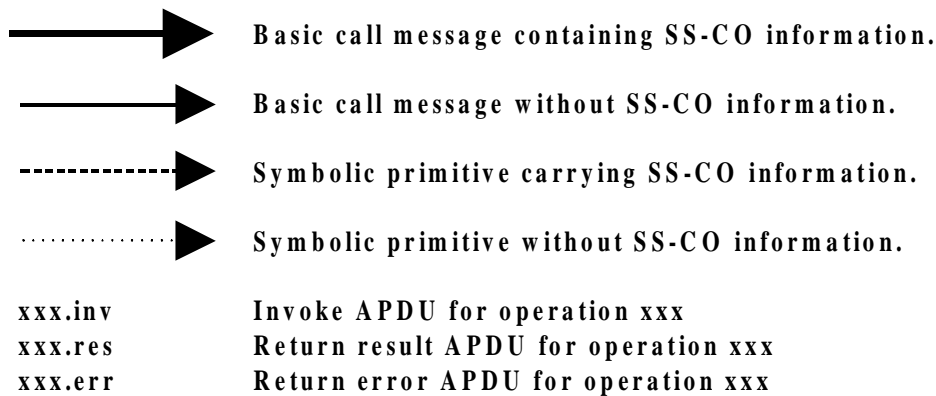 Basic call message containing SS-CO information.
Basic call message without SS-CO information.
Symbolic primitive carrying SS-CO information.
Symbolic primitive without SS-CO information.
xxx.inv Invoke APDU for operation xxx
xxx.res Return result APDU for operation xxx
xxx.err Return error APDU for operation xxx